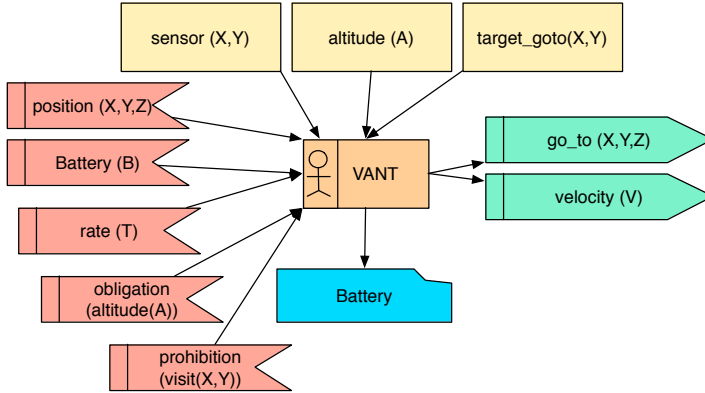 sensor (X,Y)
altitude (A)
target_goto(X,Y)
position (X,Y,Z)
Battery (B)
rate (T)
obligation
(altitude(A))
prohibition
(visit(X,Y))
VANT
Battery
go_to (X,Y,Z)
velocity (V)